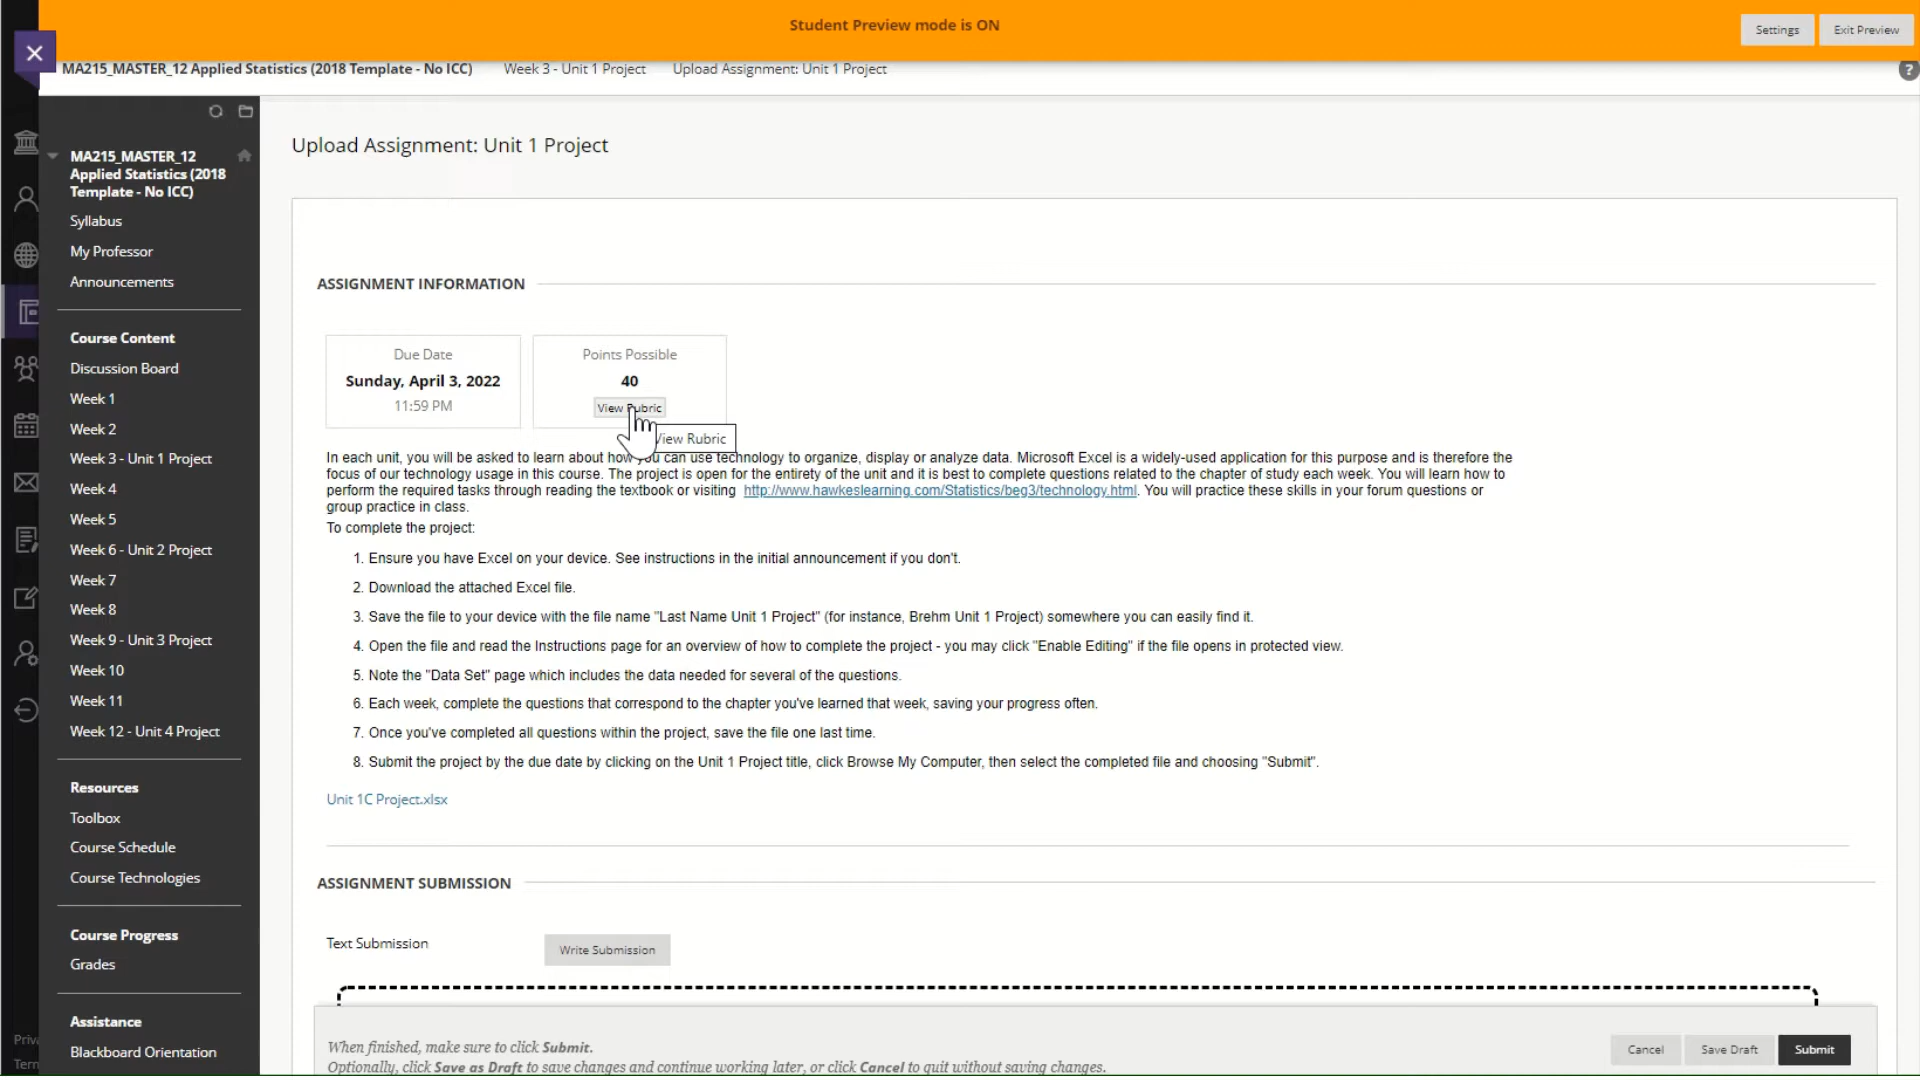 Student Preview mode is ON
Settings
Exit Preview
MA215_MASTER_12 Applied Statistics (2018 Template - No ICC)
Week 3 - Unit 1 Project
Upload Assignment: Unit 1 Project
?
MA215_MASTER_12
Applied Statistics (2018
Template - No ICC)
Syllabus
My Professor
Announcements
Course Content
Discussion Board
Week 1
Week 2
Week 3 - Unit 1 Project
Week 4
Week 5
Week 6 - Unit 2 Project
Week 7
Week 8
Week 9 - Unit 3 Project
Week 10
Week 11
Week 12 - Unit 4 Project
Resources
Toolbox
Course Schedule
Course Technologies
Course Progress
Grades
Assistance
Blackboard Orientation
Upload Assignment: Unit 1 Project
ASSIGNMENT INFORMATION
Due Date
Sunday, April 3, 2022
11:59 PM
Points Possible
40
View Rubric
View Rubric
In each unit, you will be asked to learn about how you can use technology to organize, display or analyze data. Microsoft Excel is a widely-used application for this purpose and is therefore the
focus of our technology usage in this course. The project is open for the entirety of the unit and it is best to complete questions related to the chapter of study each week. You will learn how to
perform the required tasks through reading the textbook or visiting http://www.hawkeslearning.com/Statistics/beg3/technology.html. You will practice these skills in your forum questions or
group practice in class.
To complete the project:
1. Ensure you have Excel on your device. See instructions in the initial announcement if you don't.
2. Download the attached Excel file.
3. Save the file to your device with the file name "Last Name Unit 1 Project" (for instance, Brehm Unit 1 Project) somewhere you can easily find it.
4. Open the file and read the Instructions page for an overview of how to complete the project - you may click "Enable Editing" if the file opens in protected view.
5. Note the "Data Set" page which includes the data needed for several of the questions.
6. Each week, complete the questions that correspond to the chapter you've learned that week, saving your progress often.
7. Once you've completed all questions within the project, save the file one last time.
8. Submit the project by the due date by clicking on the Unit 1 Project title, click Browse My Computer, then select the completed file and choosing "Submit".
Unit 1C Project.xlsx
ASSIGNMENT SUBMISSION
Text Submission
Write Submission
When finished, make sure to click Submit.
Optionally, click Save as Draft to save changes and continue working later, or click Cancel to quit without saving changes.
Cancel
Save Draft
Submit